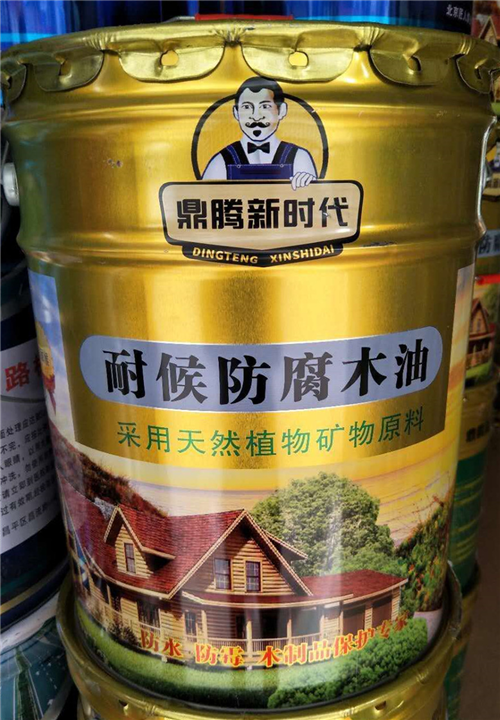 鼎腾新时代
DINGTENG XINSHIDAI
耐候防腐木油
采用天然植物矿物原料
防水 防霉 木制品保护专家
路